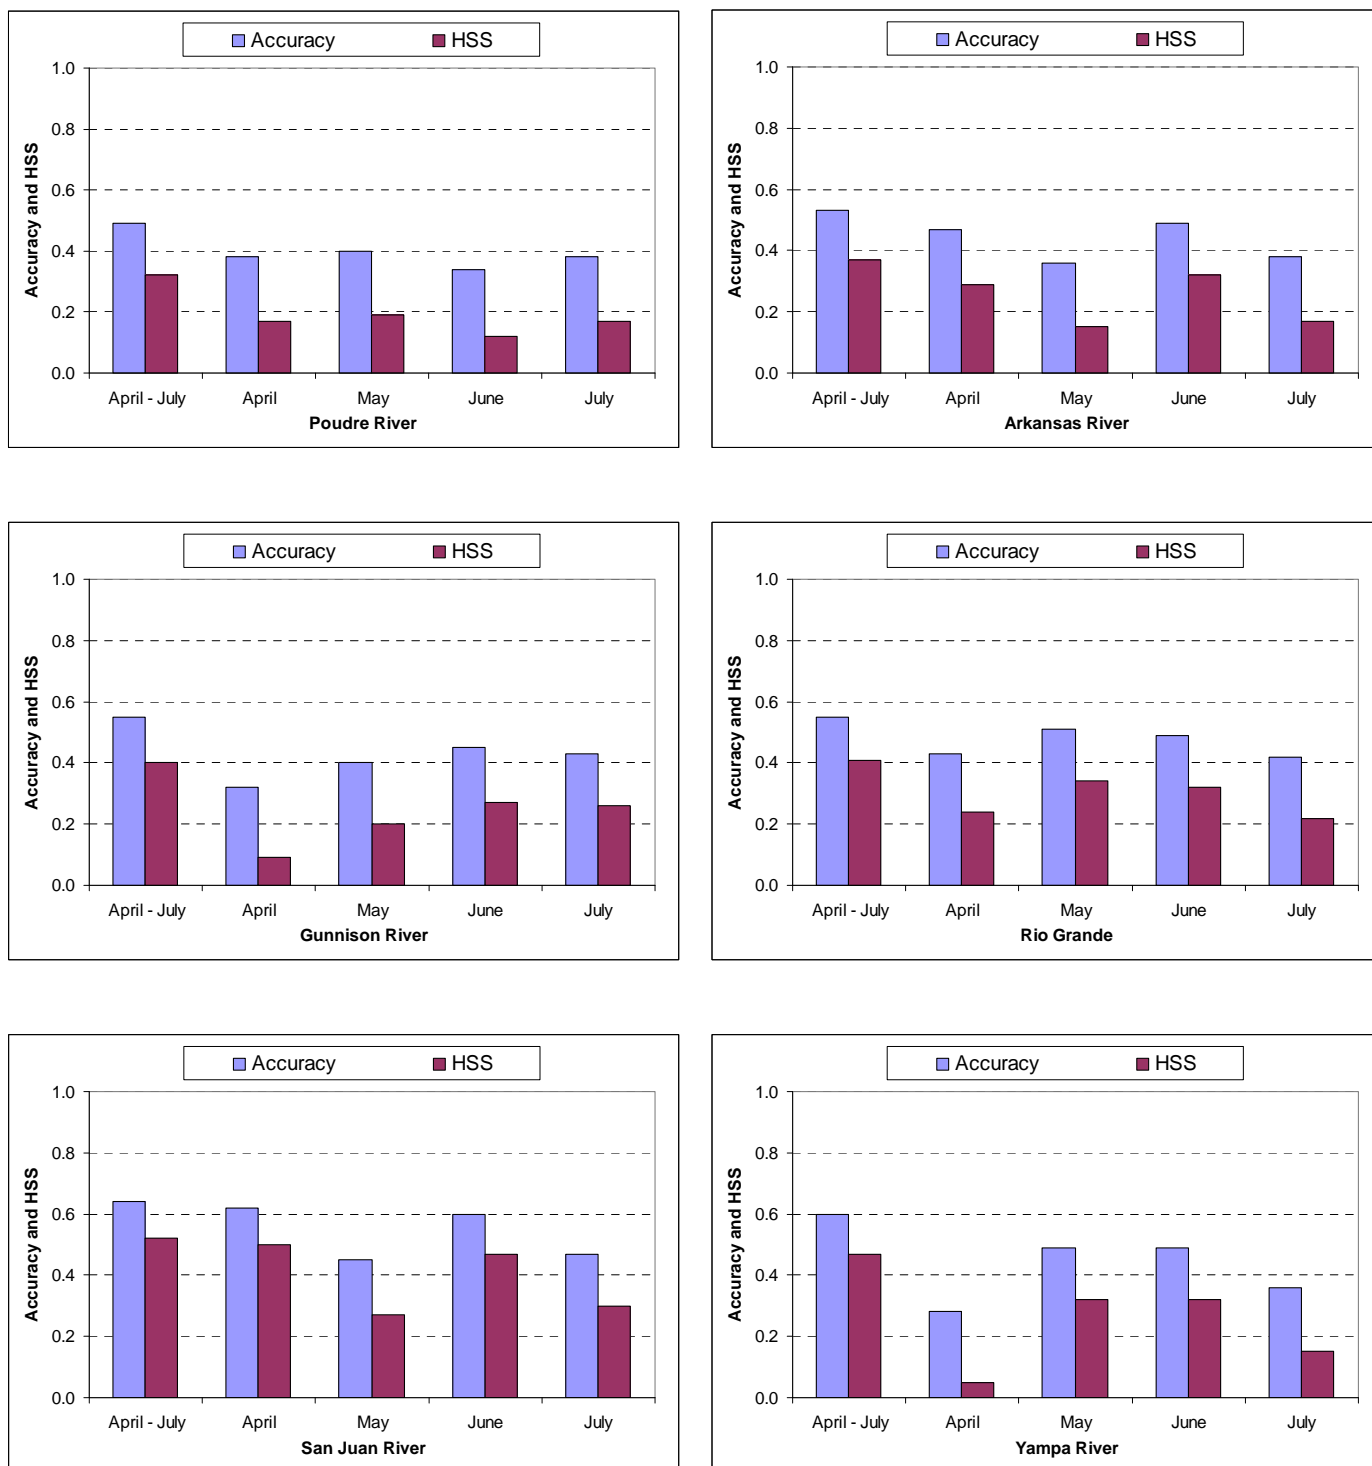 Accuracy HSS
1.0
0.8
0.6
0.4
0.2
0.0
Accuracy and HSS
April - July April May June July
Poudre River
Accuracy HSS
1.0
0.8
0.6
0.4
0.2
0.0
Accuracy and HSS
April - July April May June July
Arkansas River
Accuracy HSS
1.0
0.8
0.6
0.4
0.2
0.0
Accuracy and HSS
April - July April May June July
Gunnison River
Accuracy HSS
1.0
0.8
0.6
0.4
0.2
0.0
Accuracy and HSS
April - July April May June July
Rio Grande
Accuracy HSS
1.0
0.8
0.6
0.4
0.2
0.0
Accuracy and HSS
April - July April May June July
San Juan River
Accuracy HSS
1.0
0.8
0.6
0.4
0.2
0.0
Accuracy and HSS
April - July April May June July
Yampa River